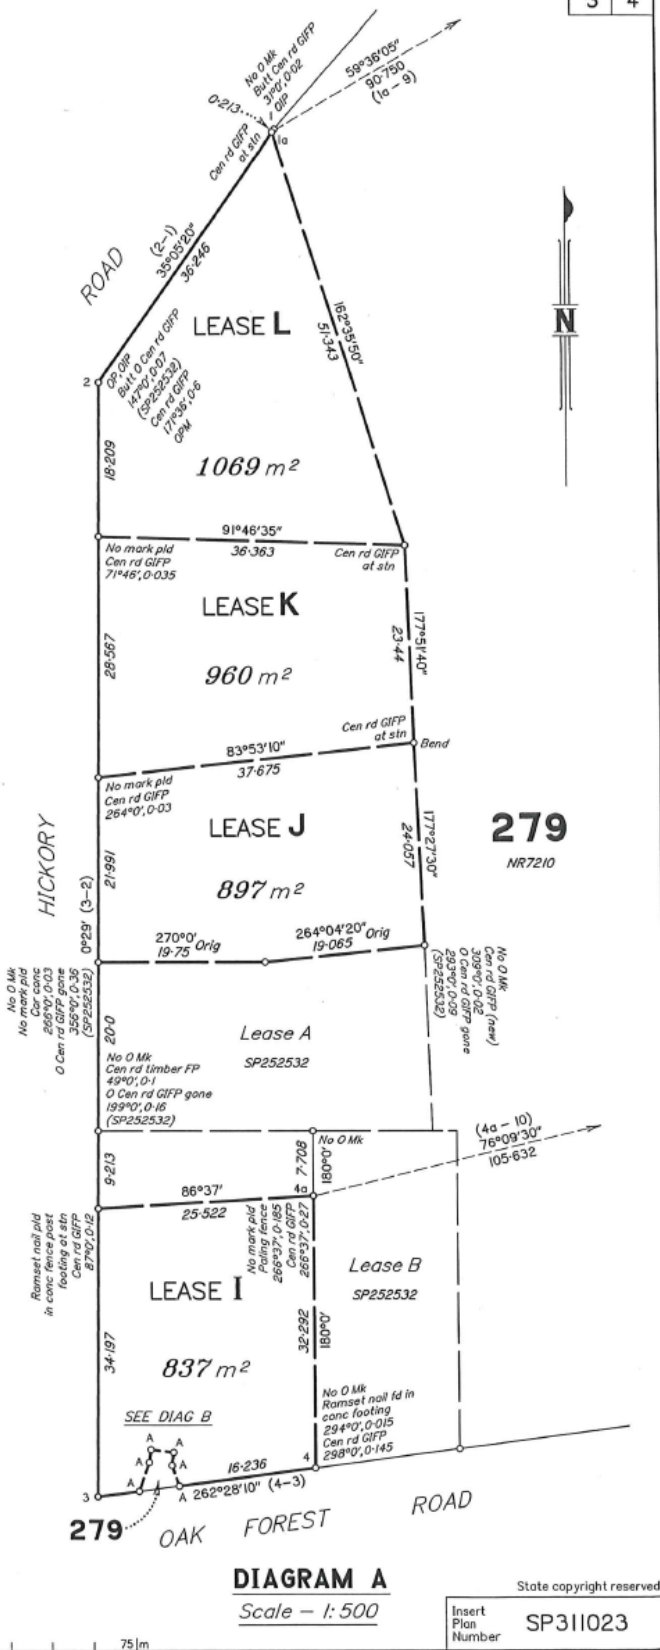 3 4
No O Mk
Butt Cen rd GIFP
31°0',0·02
OIP
0·213
Cen rd GIFP
at stn
1a
59°36'05"
90·750
(1a - 9)
ROAD
(2-1)
35°05'20"
36·246
LEASE L
162°35'50"
51·343
N
2
OP,OIP
Butt O Cen rd GIFP
147°0',0·07
(SP252532)
Cen rd GIFP
171°36',0·6
OPM
18·209
1069 m²
91°46'35"
36·363
No mark pld
Cen rd GIFP
71°46',0·035
Cen rd GIFP
at stn
LEASE K
28·567
960 m²
177°51'40"
23·44
Cen rd GIFP
at stn
Bend
83°53'10"
37·675
No mark pld
Cen rd GIFP
264°0',0·03
LEASE J
279
NR7210
HICKORY
0°29' (3-2)
21·991
897 m²
177°27'30"
24·057
270°0'
19·75 Orig
264°04'20" Orig
19·065
No O Mk
No mark pld
Cor conc
266°0',0·03
O Cen rd GIFP gone
356°0',0·36
(SP252532)
No O Mk
Cen rd GIFP (new)
309°0',0·02
O Cen rd GIFP gone
293°0',0·09
(SP252532)
20·0
Lease A
SP252532
No O Mk
Cen rd timber FP
49°0',0·1
O Cen rd GIFP gone
199°0',0·16
(SP252532)
No O Mk
(4a - 10)
76°09'30"
105·632
9·213
7·708
180°0'
86°37'
25·522
4a
Ramset nail pld
in conc fence post
footing at stn
Cen rd GIFP
87°0',0·12
No mark pld
Paling fence
266°37',0·185
Cen rd GIFP
266°37',0·27
LEASE I
Lease B
SP252532
34·197
837 m²
32·292
180°0'
No O Mk
Ramset nail fd in
conc footing
294°0',0·015
Cen rd GIFP
298°0',0·145
SEE DIAG B
A A
A A
A A
16·236
4
3
262°28'10" (4-3)
279
OAK FOREST ROAD
DIAGRAM A
Scale – 1:500
State copyright reserved
Insert
Plan
Number
SP311023
75 m